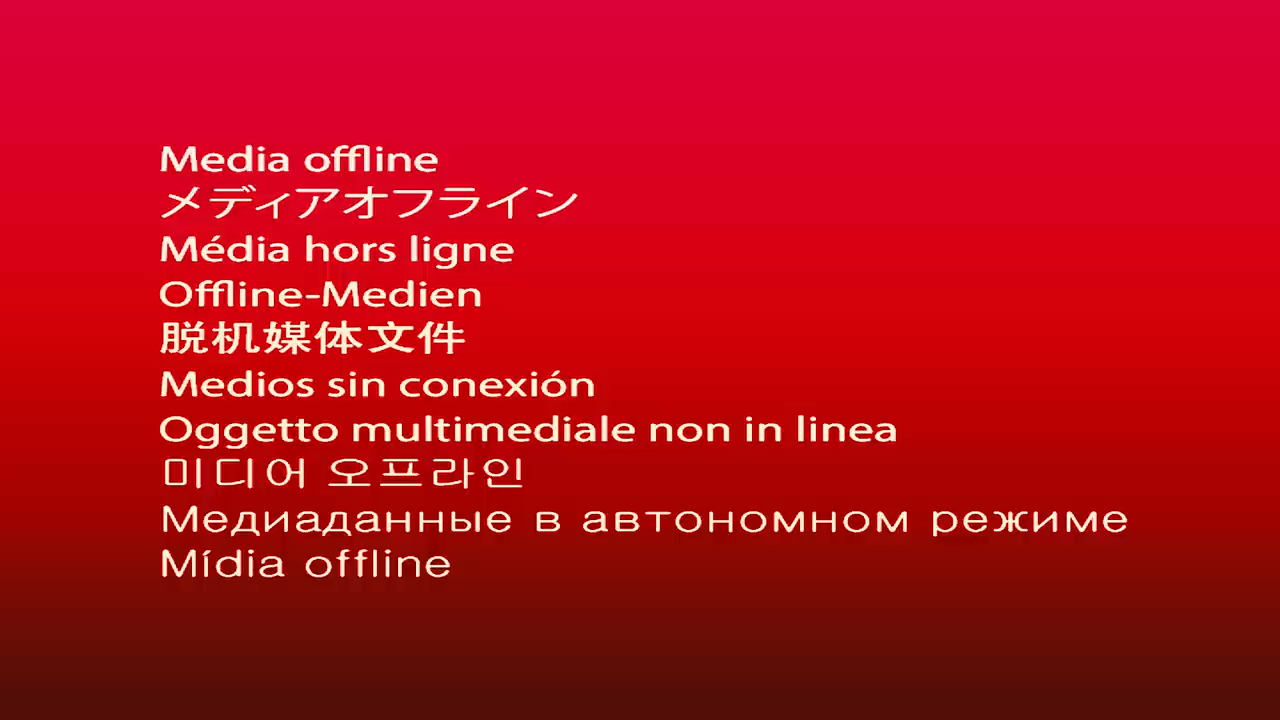 Media offline
メディアオフライン
Média hors ligne
Offline-Medien
脱机媒体文件
Medios sin conexión
Oggetto multimediale non in linea
미디어 오프라인
Медиаданные в автономном режиме
Mídia offline